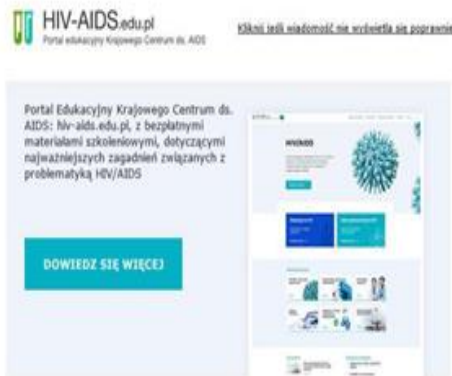 HIV-AIDS.edu.pl
Portal edukacyjny Krajowego Centrum ds. AIDS
Kliknij jeśli wiadomość nie wyświetla się poprawnie
Portal Edukacyjny Krajowego Centrum ds.
AIDS: hiv-aids.edu.pl, z bezpłatnymi
materiałami szkoleniowymi, dotyczącymi
najważniejszych zagadnień związanych z
problematyką HIV/AIDS
HIV/AIDS
DOWIEDZ SIĘ WIĘCEJ